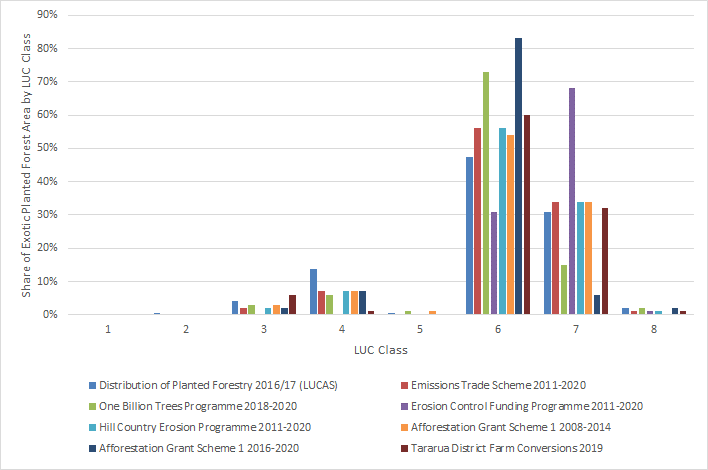 90%
80%
70%
60%
50%
40%
30%
20%
10%
0%
Share of Exotic Planted Forest Area by LUC Class
1 2 3 4 5 6 7 8
LUC Class
Distribution of Planted Forestry 2016/17 (LUCAS) Emissions Trade Scheme 2011-2020
One Billion Trees Programme 2018-2020 Erosion Control Funding Programme 2011-2020
Hill Country Erosion Programme 2011-2020 Afforestation Grant Scheme 1 2008-2014
Afforestation Grant Scheme 1 2016-2020 Tararua District Farm Conversions 2019